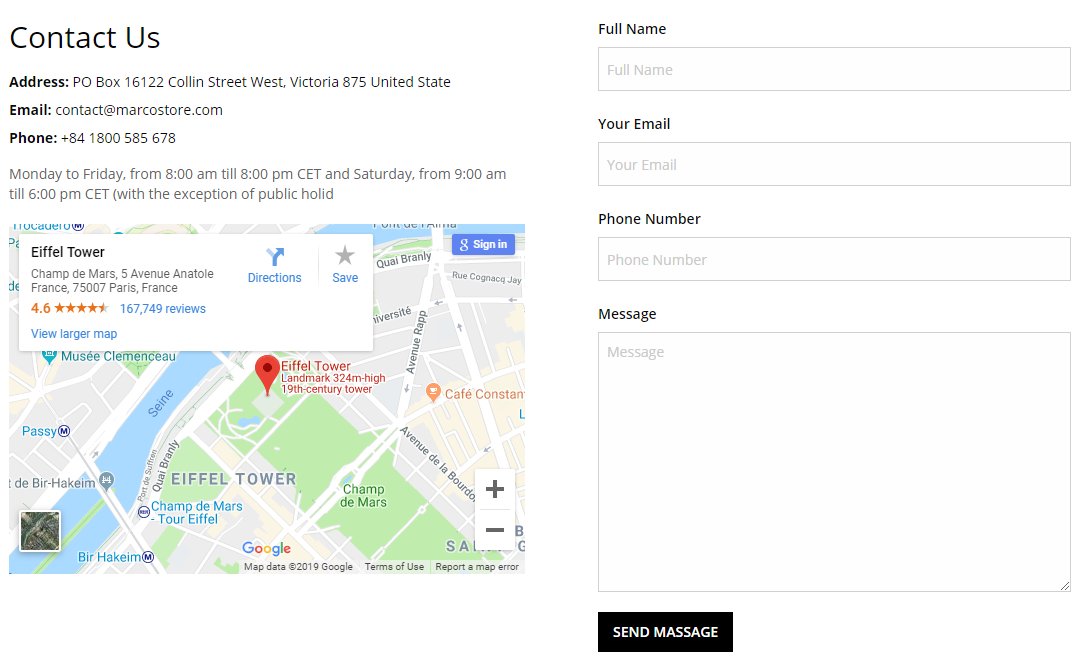 Contact Us
Address: PO Box 16122 Collin Street West, Victoria 875 United State
Email: contact@marcostore.com
Phone: +84 1800 585 678
Monday to Friday, from 8:00 am till 8:00 pm CET and Saturday, from 9:00 am
till 6:00 pm CET (with the exception of public holid
Trocadéro M
Pont de l'Alma
Eiffel Tower
Champ de Mars, 5 Avenue Anatole
France, 75007 Paris, France
4.6 ★★★★★ 167,749 reviews
View larger map
Directions
Save
g Sign in
Quai Branly
Rue Cognacq Jay
Université
Avenue Rapp
Musée Clemenceau
Eiffel Tower
Landmark 324m-high
19th-century tower
Café Constan
Seine
Passy M
Avenue de la Bourdo
Port de Suffren
Quai Branly
t de Bir-Hakeim
EIFFEL TOWER
Champ
de Mars
RER Champ de Mars
- Tour Eiffel
Bir Hakeim M
+
−
Google
Map data ©2019 Google
Terms of Use
Report a map error
Full Name
Full Name
Your Email
Your Email
Phone Number
Phone Number
Message
Message
SEND MASSAGE